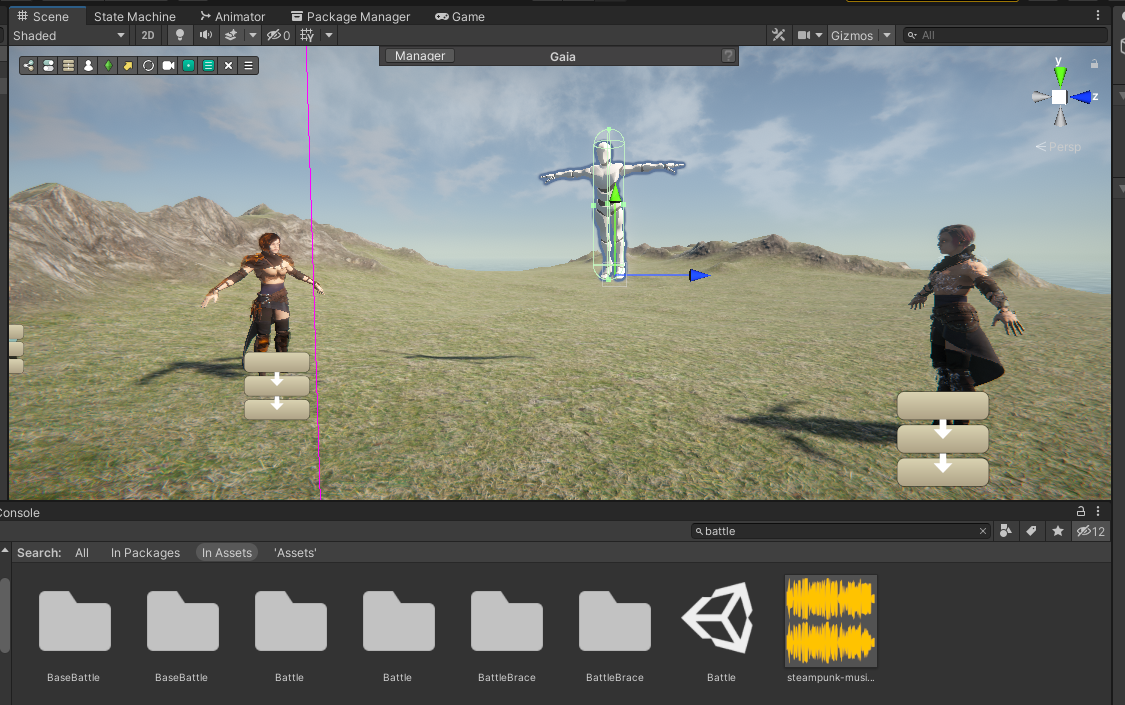 Scene State Machine Animator Package Manager Game
Shaded 2D 0 Gizmos All
Manager Gaia ?
y
z
Persp
Console
battle 12
Search: All In Packages In Assets 'Assets'
BaseBattle BaseBattle Battle Battle BattleBrace BattleBrace Battle steampunk-musi...